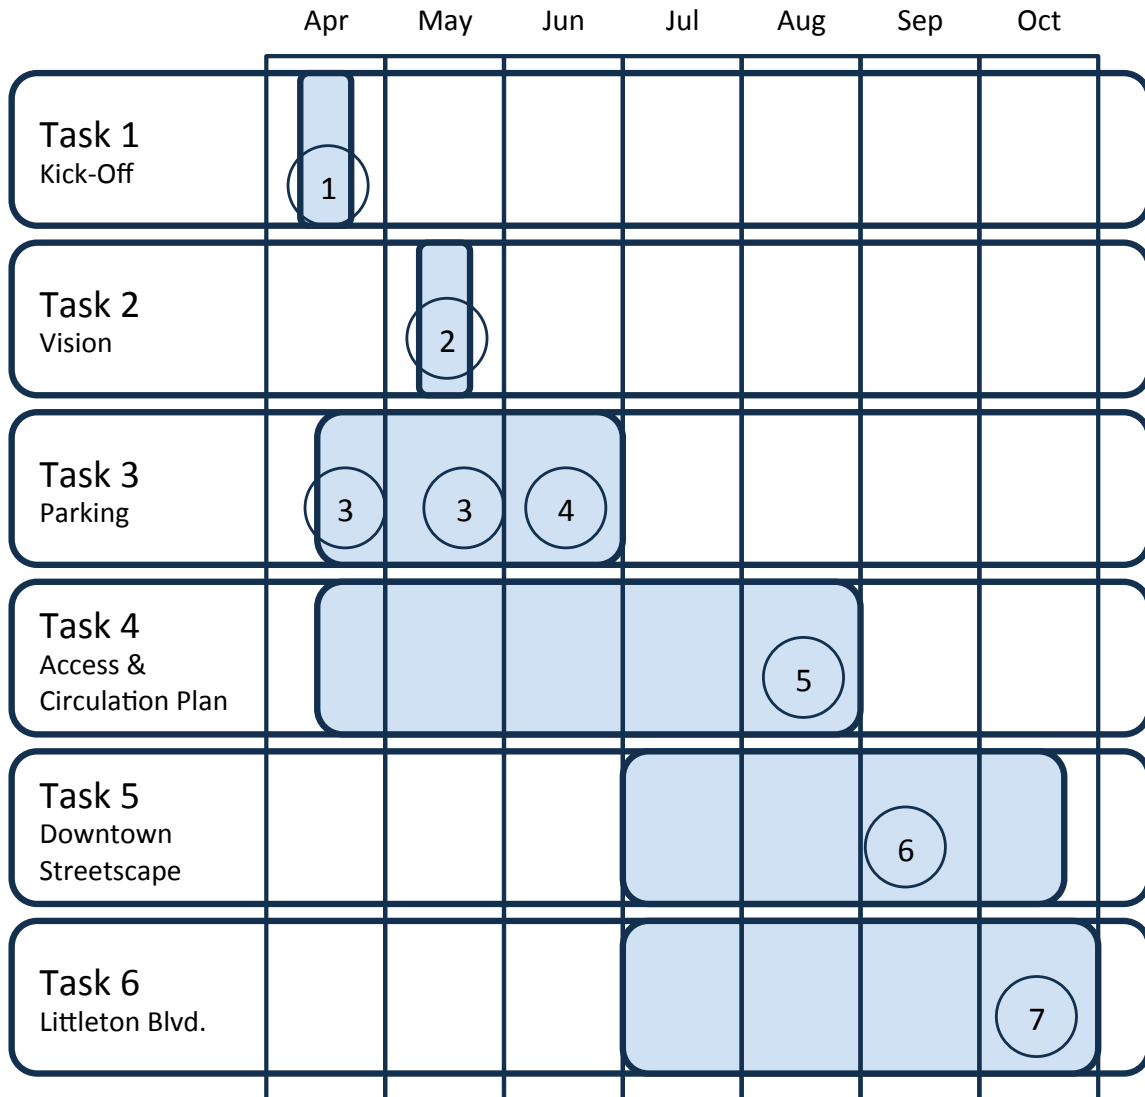 Apr May Jun Jul Aug Sep Oct
Task 1
Kick-Off
1
Task 2
Vision
2
Task 3
Parking
3 3 4
Task 4
Access &
Circulation Plan
5
Task 5
Downtown
Streetscape
6
Task 6
Littleton Blvd.
7